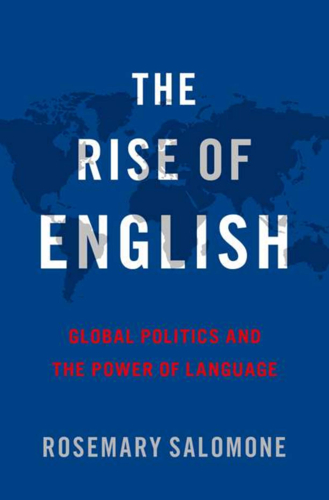 THE
RISE OF
ENGLISH
GLOBAL POLITICS AND
THE POWER OF LANGUAGE
ROSEMARY SALOMONE